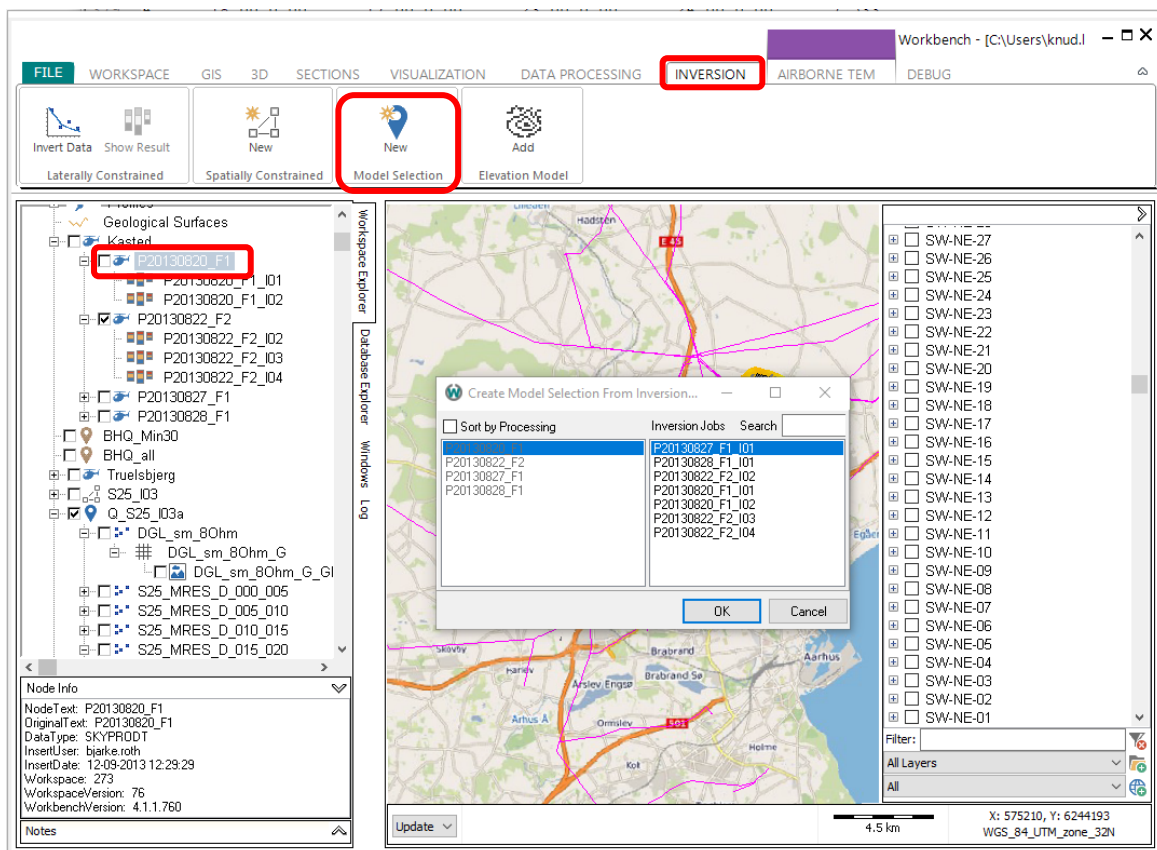 Workbench - [C:\Users\knud.l
FILE WORKSPACE GIS 3D SECTIONS VISUALIZATION DATA PROCESSING INVERSION AIRBORNE TEM DEBUG
Invert Data Show Result New New Add
Laterally Constrained Spatially Constrained Model Selection Elevation Model
Geological Surfaces
Kasted
P20130820_F1
P20130820_F1_I01
P20130820_F1_I02
P20130822_F2
P20130822_F2_I02
P20130822_F2_I03
P20130822_F2_I04
P20130827_F1
P20130828_F1
BHQ_Min30
BHQ_all
Truelsbjerg
S25_I03
Q_S25_I03a
DGL_sm_8Ohm
DGL_sm_8Ohm_G
DGL_sm_8Ohm_G_GI
S25_MRES_D_000_005
S25_MRES_D_005_010
S25_MRES_D_010_015
S25_MRES_D_015_020
Node Info
NodeText: P20130820_F1
OriginalText: P20130820_F1
DataType: SKYPRODT
InsertUser: bjarke.roth
InsertDate: 12-09-2013 12:29:29
Workspace: 273
WorkspaceVersion: 76
WorkbenchVersion: 4.1.1.760
Notes
Workspace Explorer
Database Explorer
Windows
Log
Hadsten
E 45
Create Model Selection From Inversion...
Sort by Processing
Inversion Jobs Search
P20130820_F1
P20130822_F2
P20130827_F1
P20130828_F1
P20130827_F1_I01
P20130828_F1_I01
P20130822_F2_I02
P20130820_F1_I01
P20130820_F1_I02
P20130822_F2_I03
P20130822_F2_I04
OK Cancel
Skovby
Brabrand
Aarhus
Harlev
Årslev Engsø
Brabrand Sø
Århus Å
Ormslev
501
Holme
Kol
Update
4.5 km
X: 575210, Y: 6244193
WGS_84_UTM_zone_32N
SW-NE-27
SW-NE-26
SW-NE-25
SW-NE-24
SW-NE-23
SW-NE-22
SW-NE-21
SW-NE-20
SW-NE-19
SW-NE-18
SW-NE-17
SW-NE-16
SW-NE-15
SW-NE-14
SW-NE-13
SW-NE-12
SW-NE-11
SW-NE-10
SW-NE-09
SW-NE-08
SW-NE-07
SW-NE-06
SW-NE-05
SW-NE-04
SW-NE-03
SW-NE-02
SW-NE-01
Filter:
All Layers
All